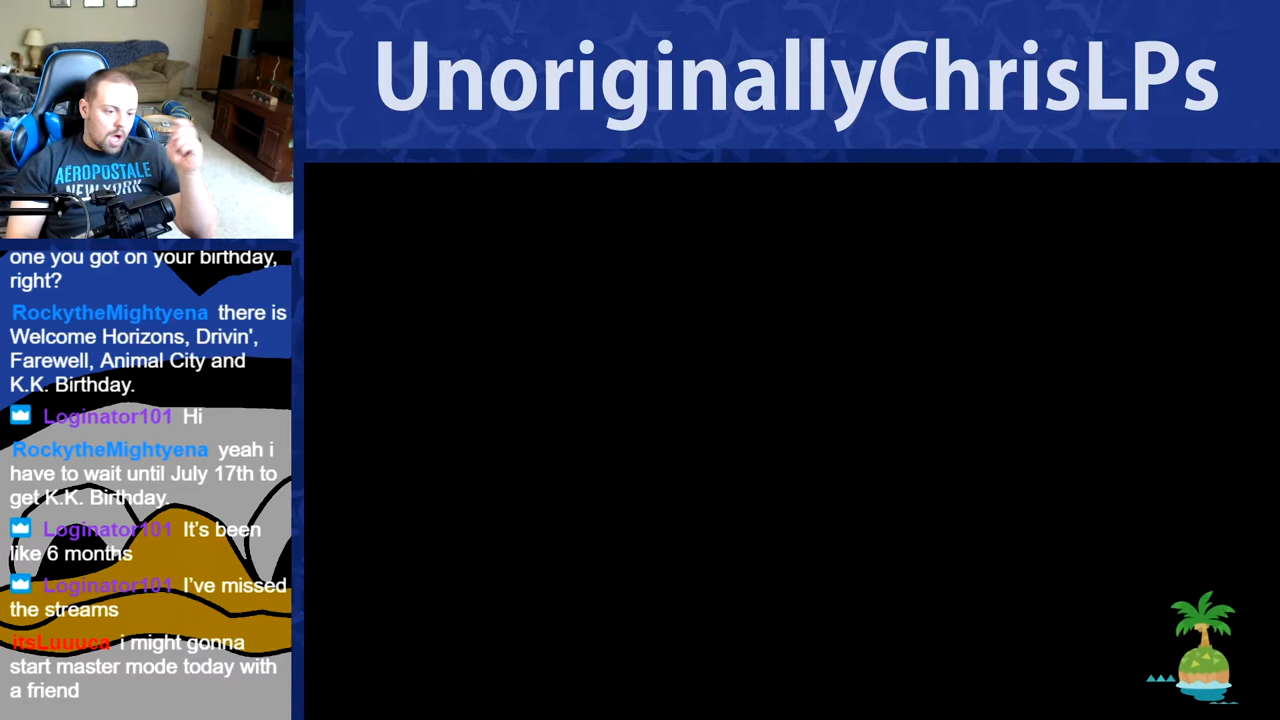 UnoriginallyChrisLPs
AÉROPOSTALE
NEW YORK
one you got on your birthday,
right?
RockytheMightyena there is
Welcome Horizons, Drivin',
Farewell, Animal City and
K.K. Birthday.
Loginator101 Hi
RockytheMightyena yeah i
have to wait until July 17th to
get K.K. Birthday.
Loginator101 It's been
like 6 months
Loginator101 I've missed
the streams
itsLuuuca i might gonna
start master mode today with
a friend